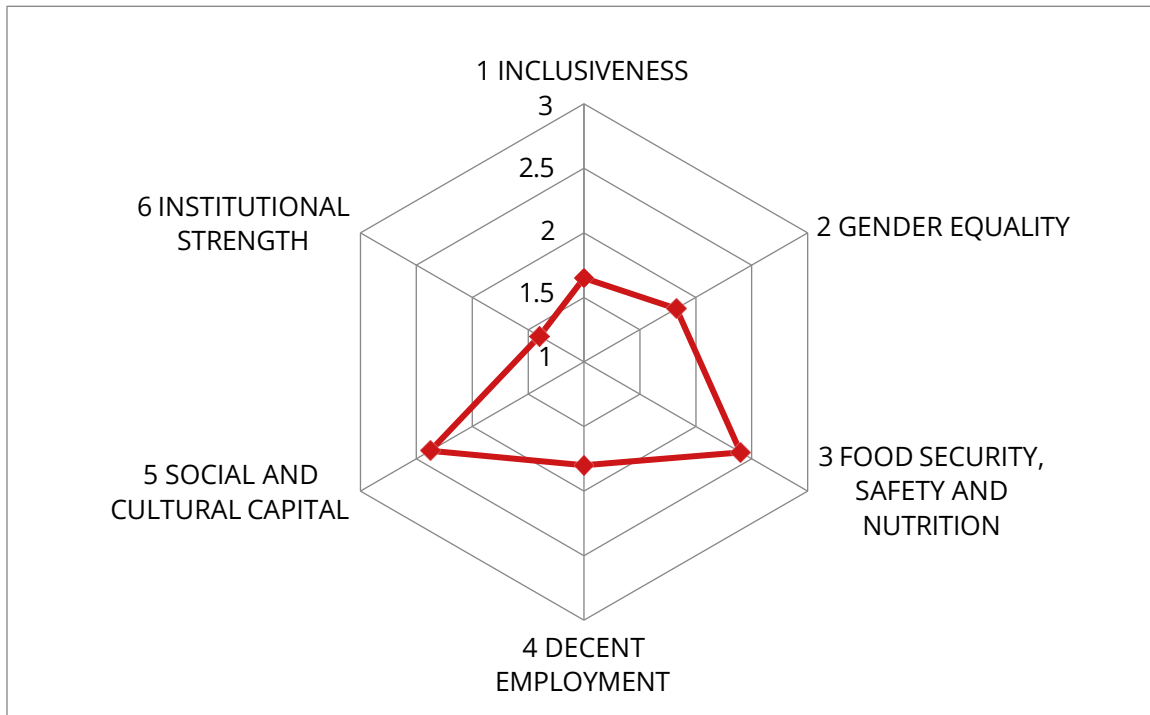 1 INCLUSIVENESS
3
2.5
2
1.5
1
2 GENDER EQUALITY
3 FOOD SECURITY,
SAFETY AND
NUTRITION
4 DECENT
EMPLOYMENT
5 SOCIAL AND
CULTURAL CAPITAL
6 INSTITUTIONAL
STRENGTH